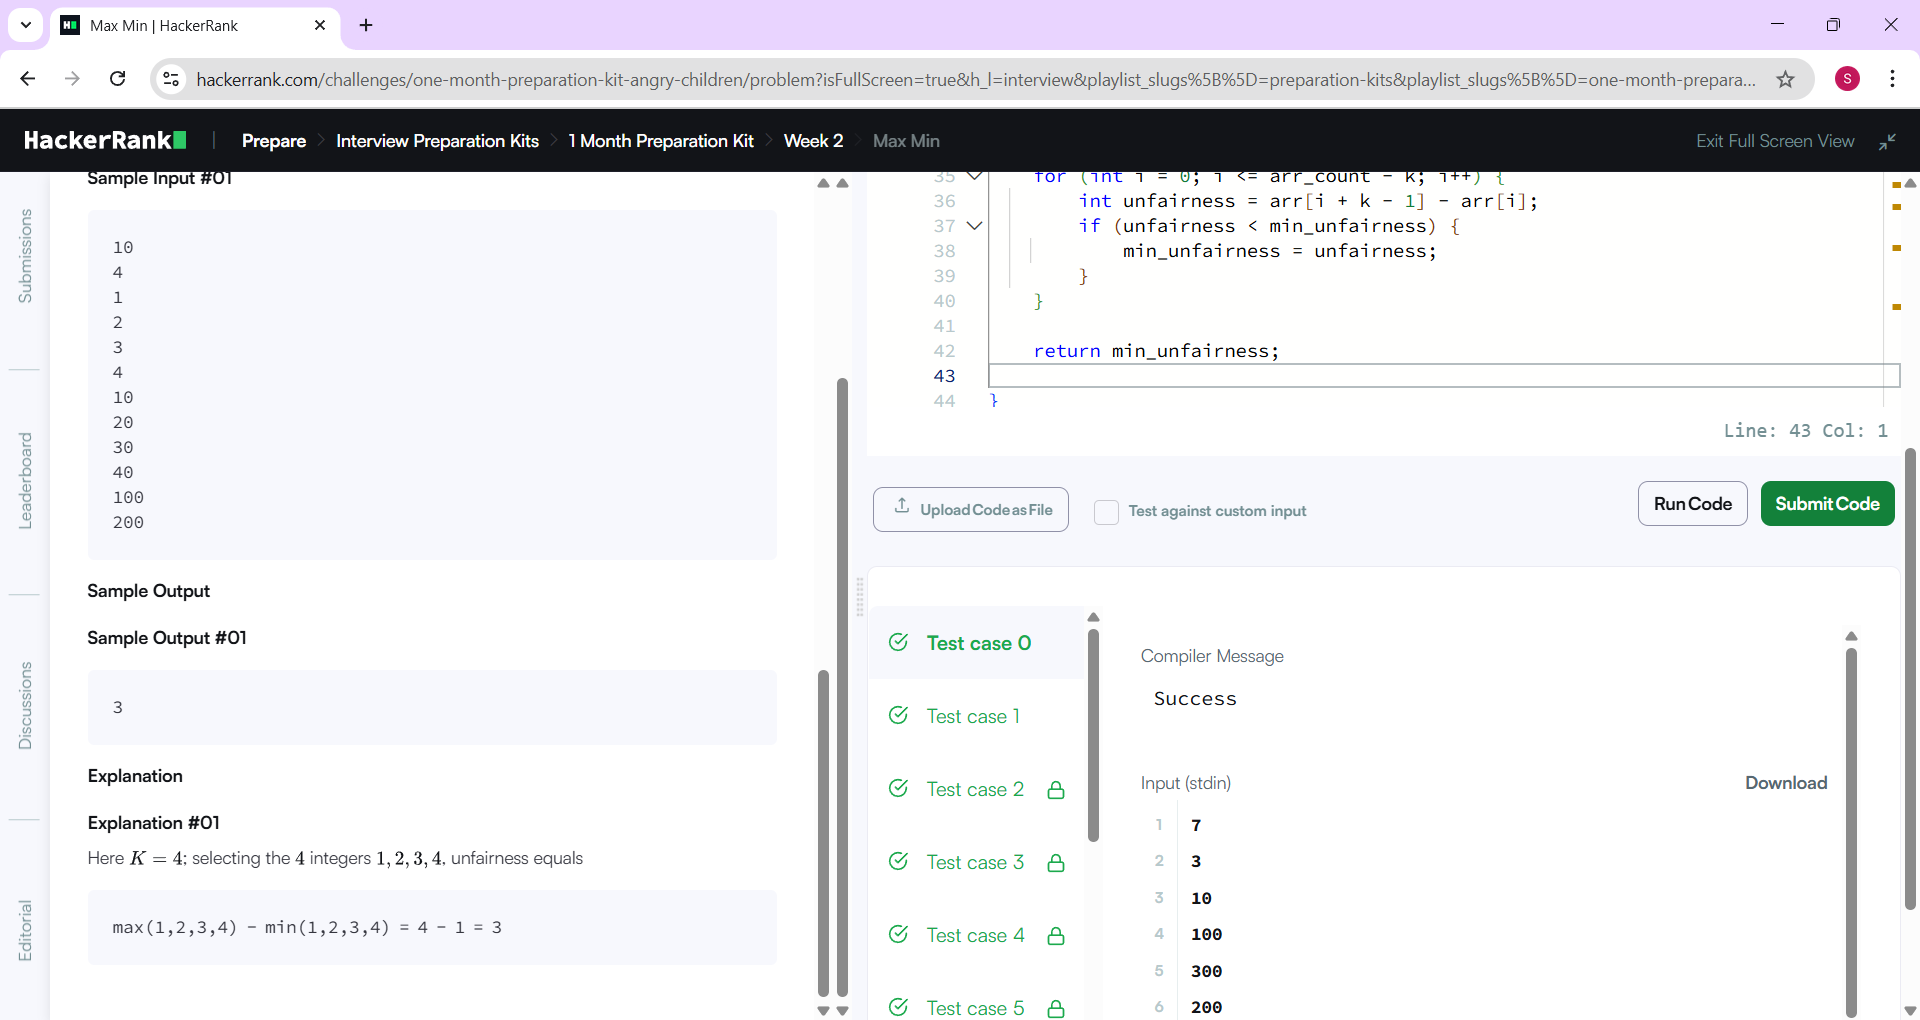 Max Min | HackerRank
hackerrank.com/challenges/one-month-preparation-kit-angry-children/problem?isFullScreen=true&h_l=interview&playlist_slugs%5B%5D=preparation-kits&playlist_slugs%5B%5D=one-month-prepara...
S
HackerRank
Prepare
Interview Preparation Kits
1 Month Preparation Kit
Week 2
Max Min
Exit Full Screen View
Submissions
Leaderboard
Discussions
Editorial
Sample Input #01
10
4
1
2
3
4
10
20
30
40
100
200
Sample Output
Sample Output #01
3
Explanation
Explanation #01
Here K = 4; selecting the 4 integers 1, 2, 3, 4, unfairness equals
max(1,2,3,4) - min(1,2,3,4) = 4 - 1 = 3
35 for (int i = 0; i <= arr_count - k; i++) {
36 int unfairness = arr[i + k - 1] - arr[i];
37 if (unfairness < min_unfairness) {
38 min_unfairness = unfairness;
39 }
40 }
41
42 return min_unfairness;
43
44 }
Line: 43 Col: 1
Upload Code as File
Test against custom input
Run Code
Submit Code
Test case 0
Test case 1
Test case 2
Test case 3
Test case 4
Test case 5
Compiler Message
Success
Input (stdin)
Download
1 7
2 3
3 10
4 100
5 300
6 200